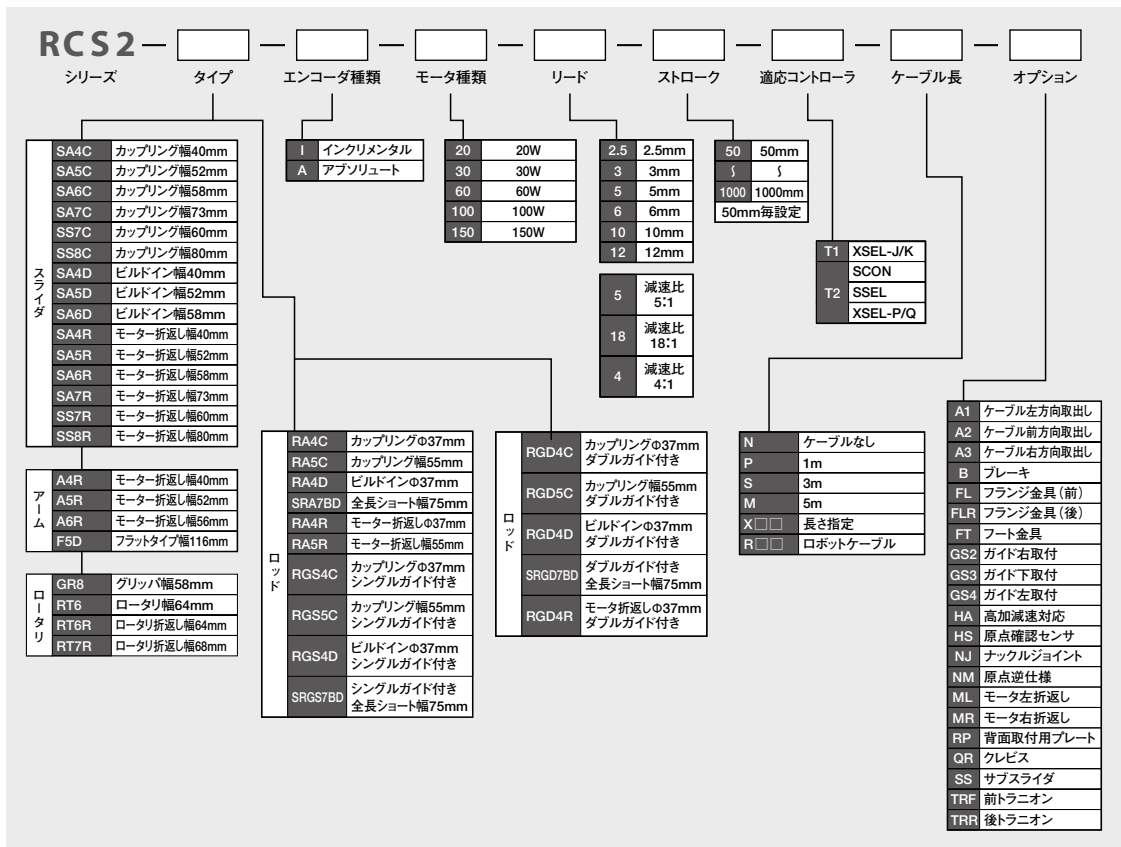 RCS2 — — — — — — — —
シリーズ タイプ エンコーダ種類 モータ種類 リード ストローク 適応コントローラ ケーブル長 オプション
スライダ
SA4C カップリング幅40mm
SA5C カップリング幅52mm
SA6C カップリング幅58mm
SA7C カップリング幅73mm
SS7C カップリング幅60mm
SS8C カップリング幅80mm
SA4D ビルドイン幅40mm
SA5D ビルドイン幅52mm
SA6D ビルドイン幅58mm
SA4R モーター折返し幅40mm
SA5R モーター折返し幅52mm
SA6R モーター折返し幅58mm
SA7R モーター折返し幅73mm
SS7R モーター折返し幅60mm
SS8R モーター折返し幅80mm
アーム
A4R モーター折返し幅40mm
A5R モーター折返し幅52mm
A6R モーター折返し幅56mm
F5D フラットタイプ幅116mm
ロータリ
GR8 グリッパ幅58mm
RT6 ロータリ幅64mm
RT6R ロータリ折返し幅64mm
RT7R ロータリ折返し幅68mm
ロッド
RA4C カップリングΦ37mm
RA5C カップリング幅55mm
RA4D ビルドインΦ37mm
SRA7BD 全長ショート幅75mm
RA4R モーター折返しΦ37mm
RA5R モーター折返し幅55mm
RGS4C カップリングΦ37mm
シングルガイド付き
RGS5C カップリング幅55mm
シングルガイド付き
RGS4D ビルドインΦ37mm
シングルガイド付き
SRGS7BD シングルガイド付き
全長ショート幅75mm
ロッド
RGD4C カップリングΦ37mm
ダブルガイド付き
RGD5C カップリング幅55mm
ダブルガイド付き
RGD4D ビルドインΦ37mm
ダブルガイド付き
SRGD7BD ダブルガイド付き
全長ショート幅75mm
RGD4R モータ折返しΦ37mm
ダブルガイド付き
I インクリメンタル
A アブソリュート
20 20W
30 30W
60 60W
100 100W
150 150W
2.5 2.5mm
3 3mm
5 5mm
6 6mm
10 10mm
12 12mm
5 減速比
5:1
18 減速比
18:1
4 減速比
4:1
50 50mm
〜 〜
1000 1000mm
50mm毎設定
T1 XSEL-J/K
T2 SCON
SSEL
XSEL-P/Q
N ケーブルなし
P 1m
S 3m
M 5m
X□□ 長さ指定
R□□ ロボットケーブル
A1 ケーブル左方向取出し
A2 ケーブル前方向取出し
A3 ケーブル右方向取出し
B ブレーキ
FL フランジ金具(前)
FLR フランジ金具(後)
FT フート金具
GS2 ガイド右取付
GS3 ガイド下取付
GS4 ガイド左取付
HA 高加減速対応
HS 原点確認センサ
NJ ナックルジョイント
NM 原点逆仕様
ML モータ左折返し
MR モータ右折返し
RP 背面取付用プレート
QR クレビス
SS サブスライダ
TRF 前トラニオン
TRR 後トラニオン